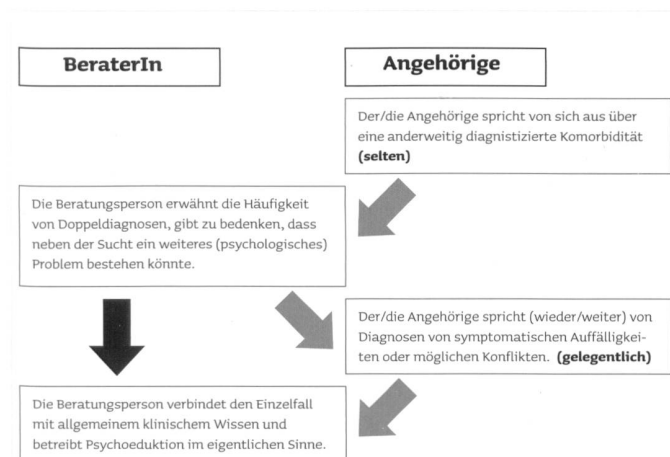 BeraterIn
Angehörige
Der/die Angehörige spricht von sich aus über
eine anderweitig diagnistizierte Komorbidität
(selten)
Die Beratungsperson erwähnt die Häufigkeit
von Doppeldiagnosen, gibt zu bedenken, dass
neben der Sucht ein weiteres (psychologisches)
Problem bestehen könnte.
Der/die Angehörige spricht (wieder/weiter) von
Diagnosen von symptomatischen Auffälligkei-
ten oder möglichen Konflikten. (gelegentlich)
Die Beratungsperson verbindet den Einzelfall
mit allgemeinem klinischem Wissen und
betreibt Psychoeduktion im eigentlichen Sinne.